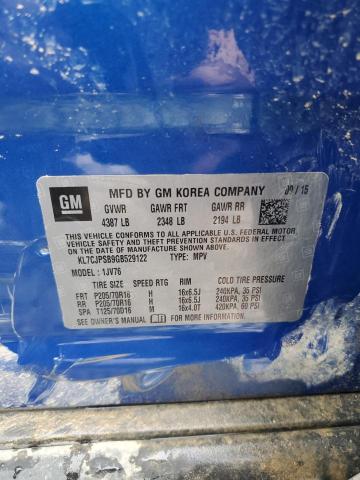 GM
MFD BY GM KOREA COMPANY 09/15
GVWR GAWR FRT GAWR RR
4387 LB 2348 LB 2194 LB
THIS VEHICLE CONFORMS TO ALL APPLICABLE U.S. FEDERAL MOTOR
VEHICLE SAFETY AND THEFT PREVENTION STANDARDS IN EFFECT ON
THE DATE OF MANUFACTURE SHOWN ABOVE.
KL7CJPSB9GB529122 TYPE: MPV
MODEL: 1JV76
TIRE SIZE SPEED RTG RIM COLD TIRE PRESSURE
FRT P205/70R16 H 16x6.5J 240KPA, 35 PSI
RR P205/70R16 H 16x6.5J 240KPA, 35 PSI
SPA T125/70D16 M 16x4.0T 420KPA, 60 PSI
SEE OWNER'S MANUAL FOR MORE INFORMATION.